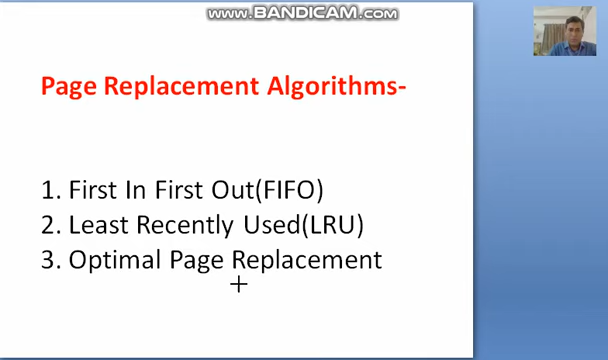 www.BANDICAM.com
Page Replacement Algorithms-
1. First In First Out(FIFO)
2. Least Recently Used(LRU)
3. Optimal Page Replacement